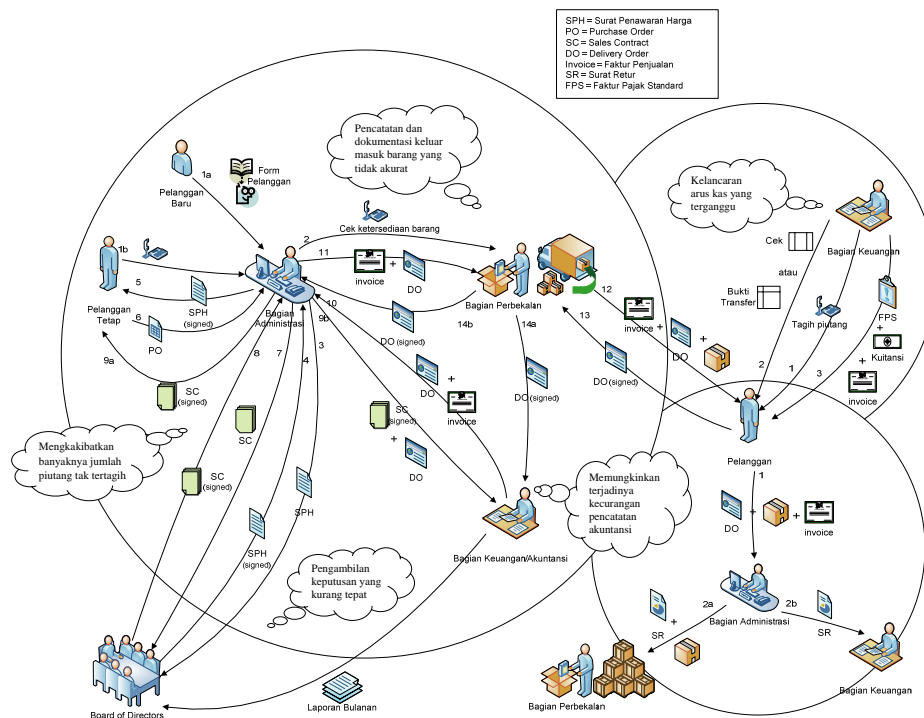 SPH = Surat Penawaran Harga
PO = Purchase Order
SC = Sales Contract
DO = Delivery Order
Invoice = Faktur Penjualan
SR = Surat Retur
FPS = Faktur Pajak Standard
Pencatatan dan
dokumentasi keluar
masuk barang yang
tidak akurat
Kelancaran
arus kas yang
terganggu
1a
Form
Pelanggan
Pelanggan
Baru
1b
2
Cek ketersediaan barang
11
invoice
+
DO
5
SPH
(signed)
6
PO
Pelanggan
Tetap
9a
SC
(signed)
Bagian
Administrasi
10
9b
DO (signed)
Bagian Perbekalan
14b
14a
12
13
invoice
+
DO
+
DO (signed)
DO
(signed)
8
7
4
3
DO
+
invoice
SC
(signed)
+
DO
SC
SC
(signed)
SPH
SPH
(signed)
Mengkakibatkan
banyaknya jumlah
piutang tak tertagih
Memungkinkan
terjadinya
kecurangan
pencatatan
akuntansi
Pengambilan
keputusan yang
kurang tepat
Bagian Keuangan/Akuntansi
Board of Directors
Laporan Bulanan
Bagian Keuangan
Cek
atau
Bukti
Transfer
Tagih piutang
FPS
+
Kuitansi
+
invoice
2
1
3
Pelanggan
1
DO
+
+
invoice
Bagian Administrasi
2a
2b
SR
+
SR
Bagian Perbekalan
Bagian Keuangan